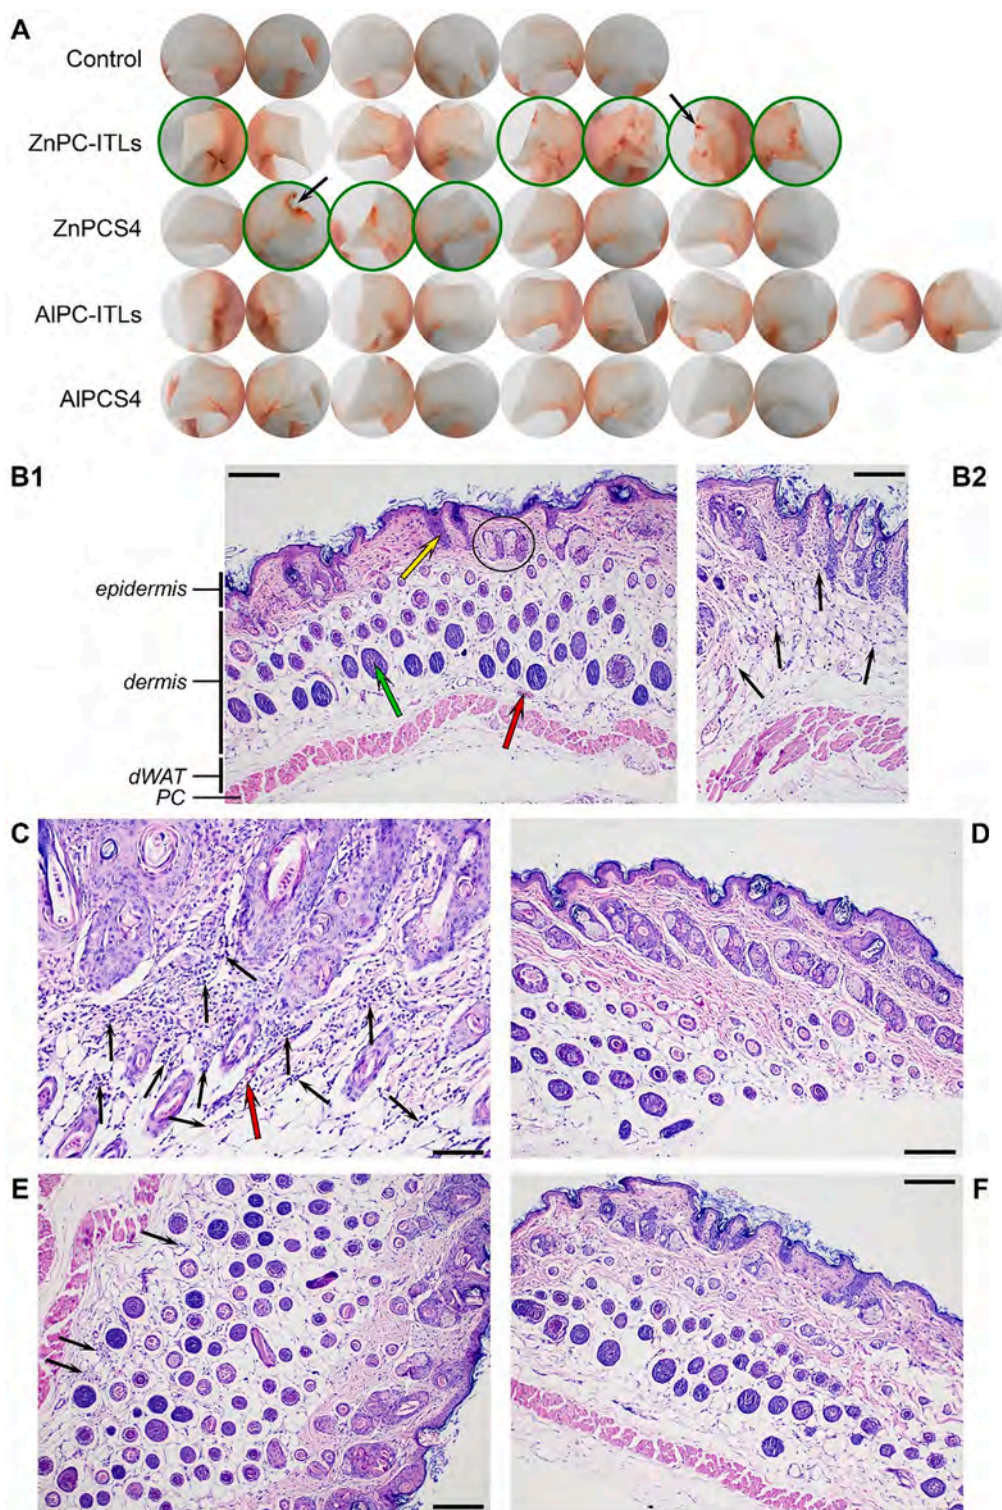 A
Control
ZnPC-ITLs
ZnPCS4
AlPC-ITLs
AlPCS4
B1
B2
epidermis
dermis
dWAT
PC
C
D
E
F